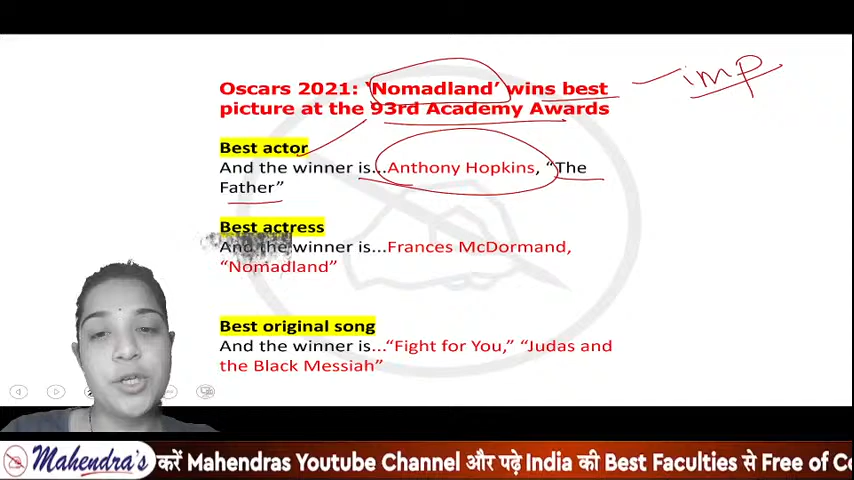 Oscars 2021: 'Nomadland' wins best
picture at the 93rd Academy Awards
imp
Best actor
And the winner is...Anthony Hopkins, “The
Father”
Best actress
And the winner is...Frances McDormand,
“Nomadland”
Best original song
And the winner is...“Fight for You,” “Judas and
the Black Messiah”
Mahendra's
करें Mahendras Youtube Channel और पढ़े India की Best Faculties से Free of Co